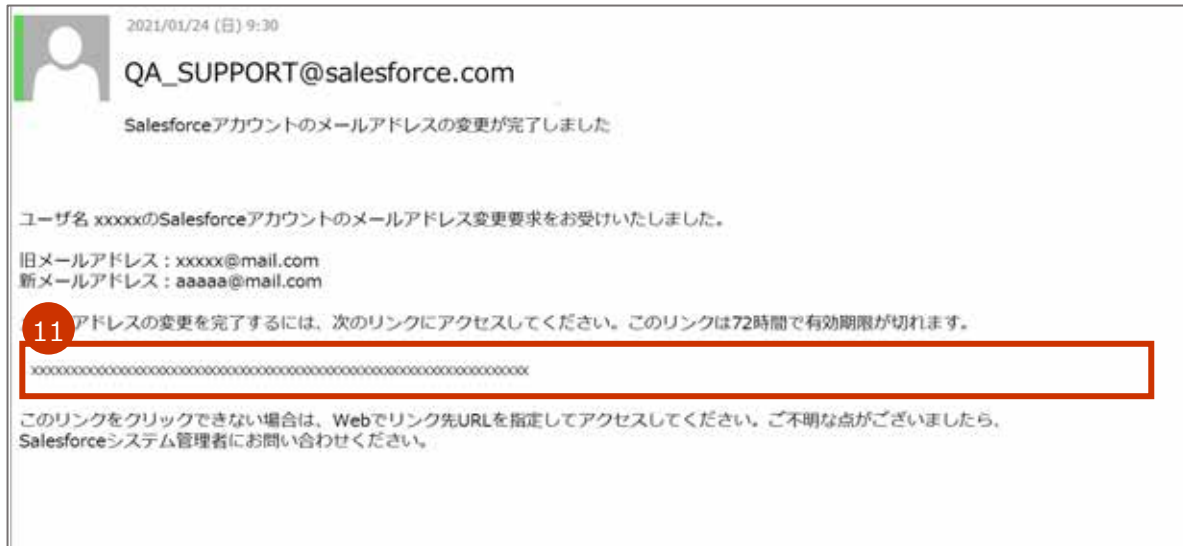 2021/01/24 (日) 9:30
QA_SUPPORT@salesforce.com
Salesforceアカウントのメールアドレスの変更が完了しました
ユーザ名 xxxxxのSalesforceアカウントのメールアドレス変更要求をお受けいたしました。
旧メールアドレス：xxxxx@mail.com
新メールアドレス：aaaaa@mail.com
11
アドレスの変更を完了するには、次のリンクにアクセスしてください。このリンクは72時間で有効期限が切れます。
このリンクをクリックできない場合は、Webでリンク先URLを指定してアクセスしてください。ご不明な点がございましたら、
Salesforceシステム管理者にお問い合わせください。